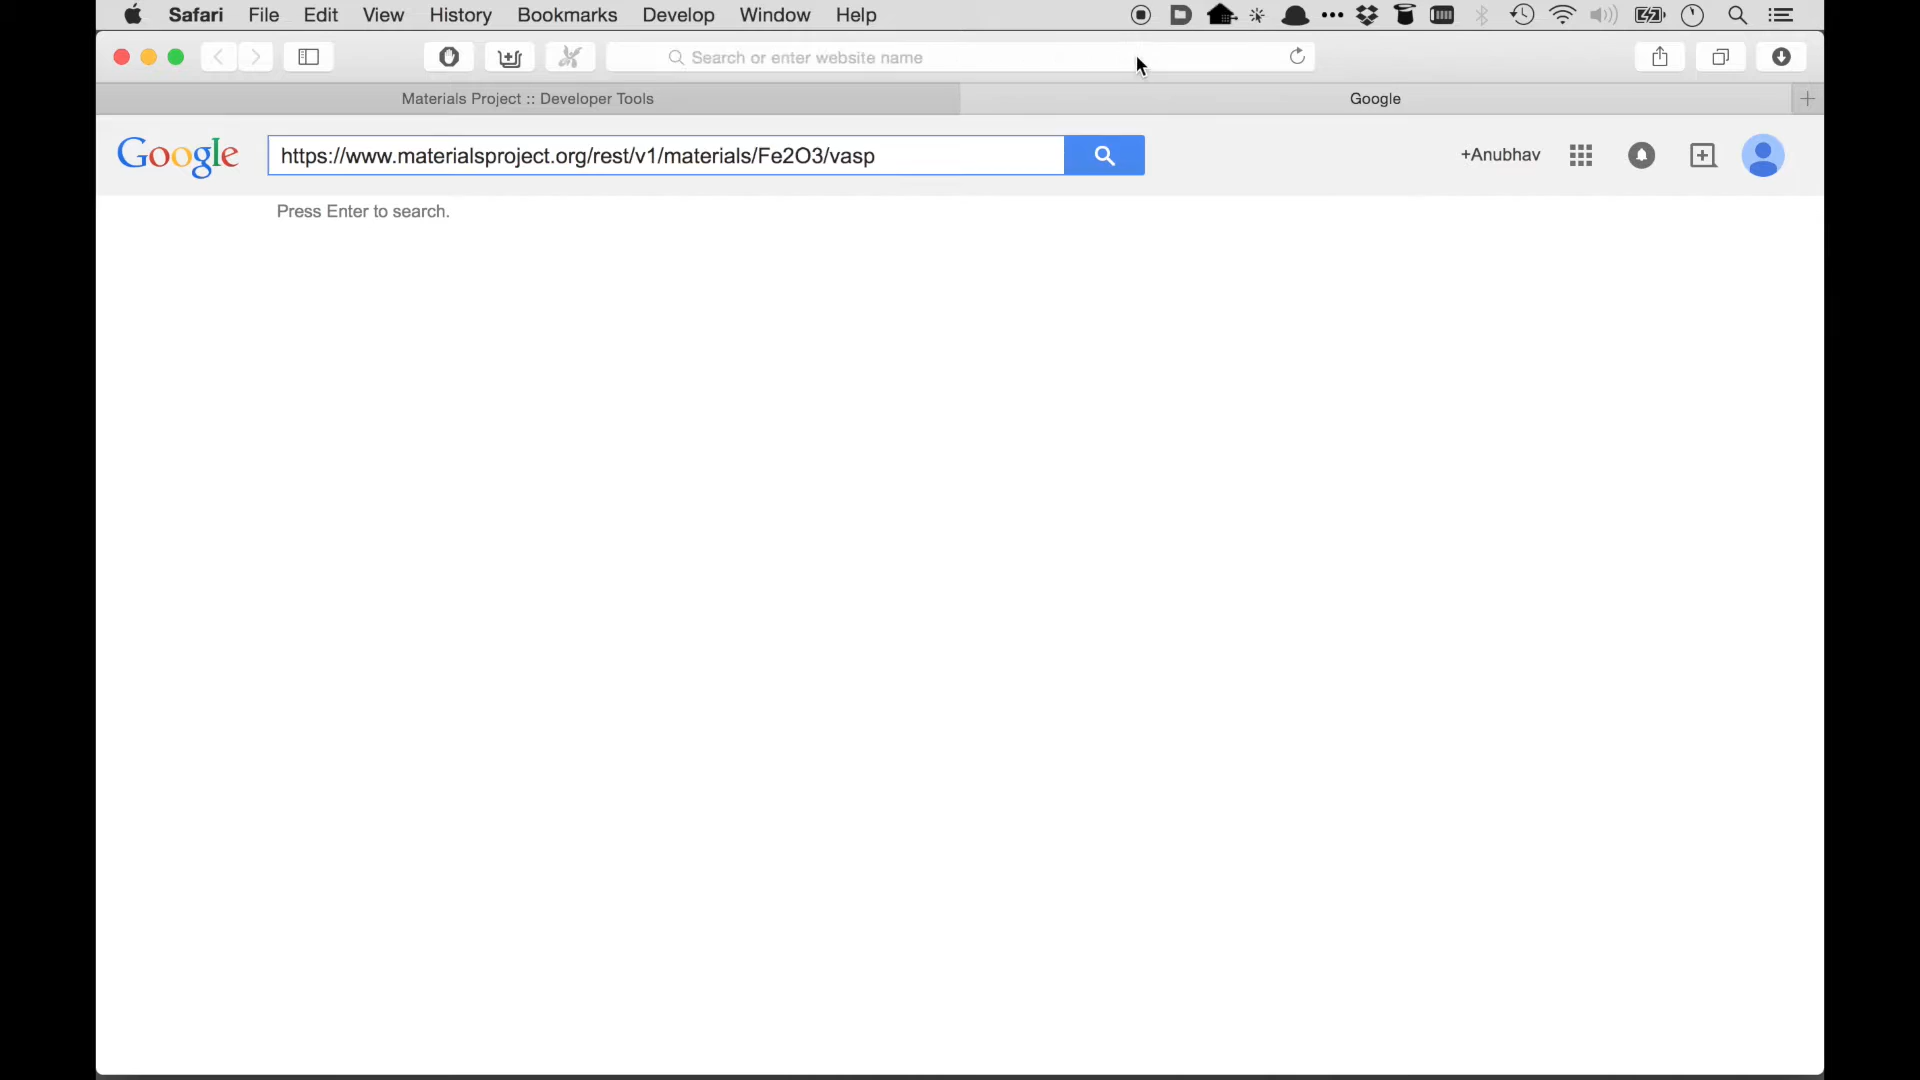 Safari File Edit View History Bookmarks Develop Window Help
Search or enter website name
Materials Project :: Developer Tools Google
Google https://www.materialsproject.org/rest/v1/materials/Fe2O3/vasp +Anubhav
Press Enter to search.